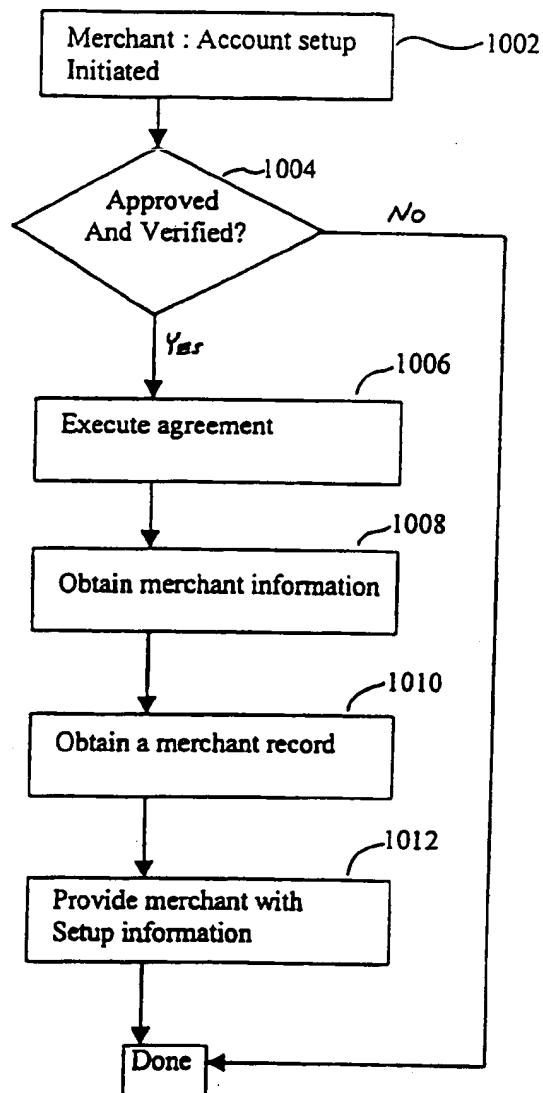 Merchant : Account setup
Initiated
1002
1004
Approved
And Verified?
No
Yes
1006
Execute agreement
1008
Obtain merchant information
1010
Obtain a merchant record
1012
Provide merchant with
Setup information
Done